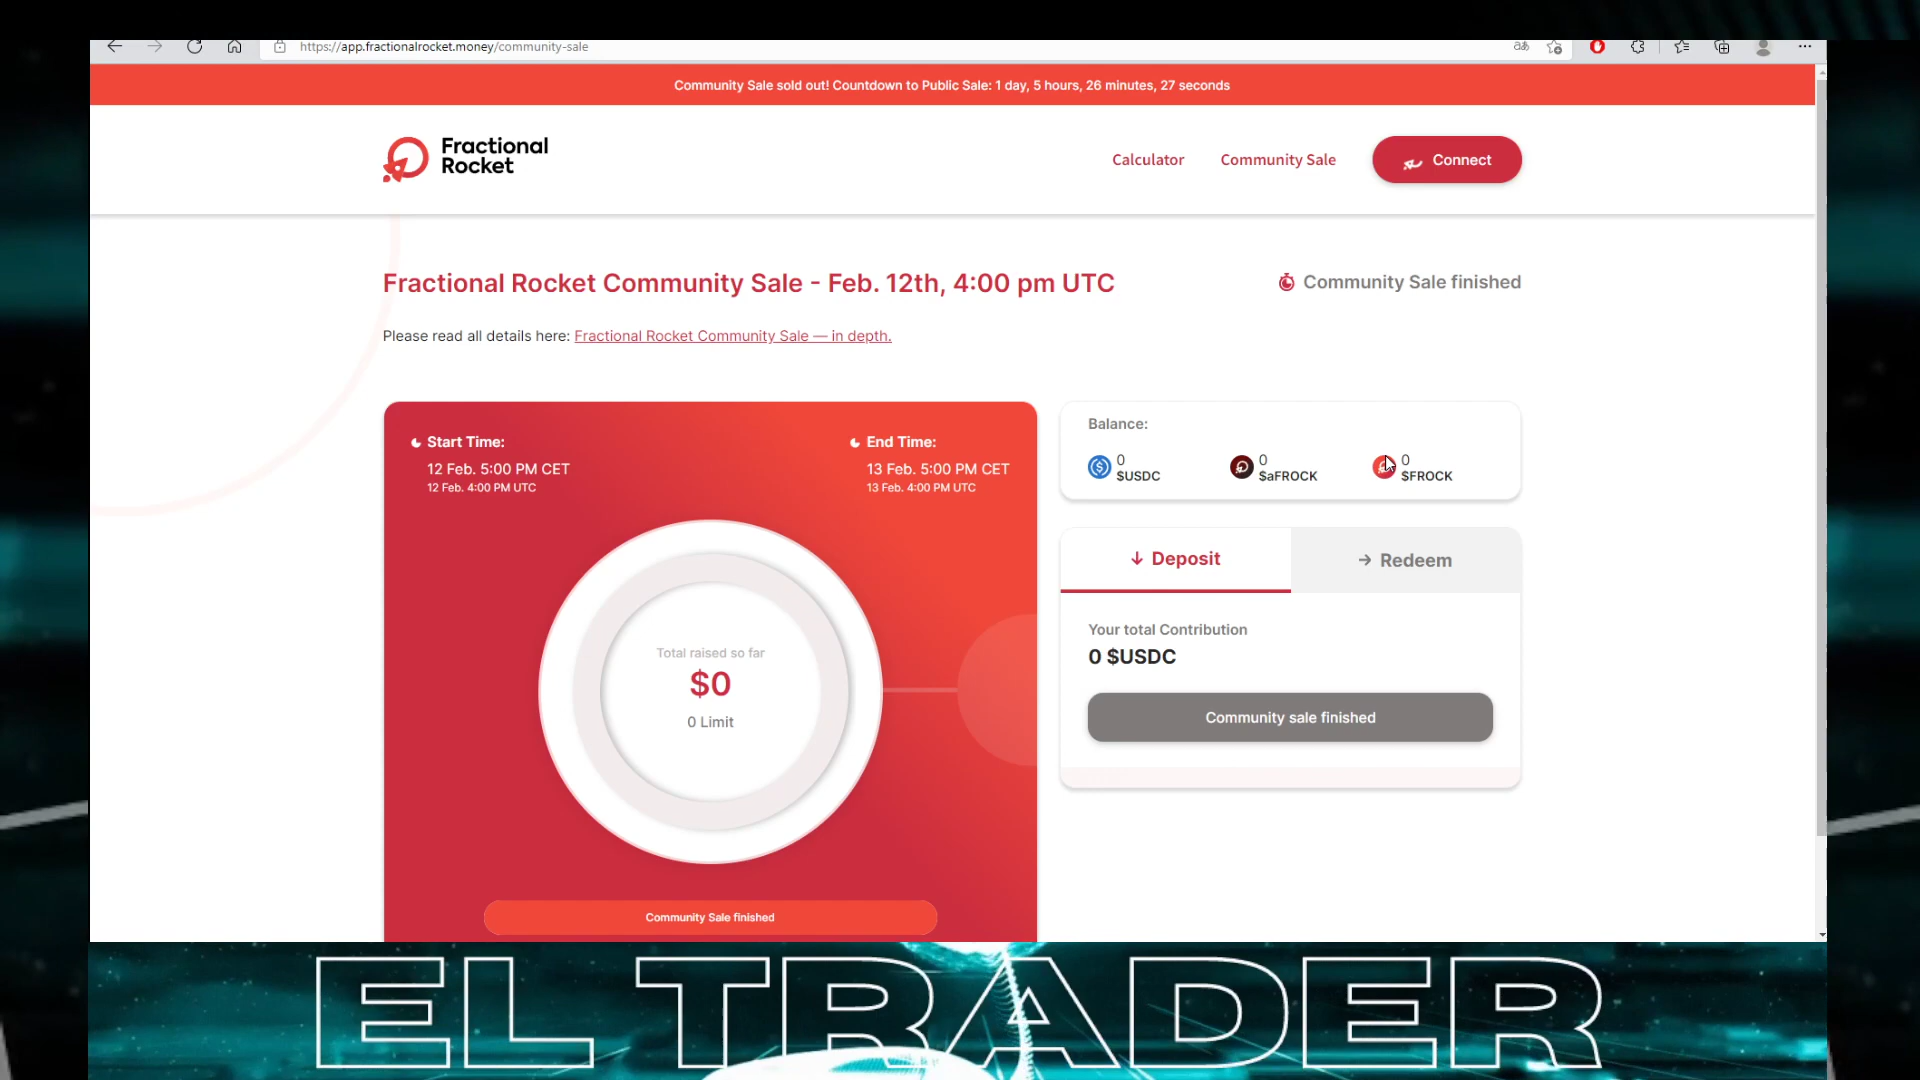 https://app.fractionalrocket.money/community-sale
Community Sale sold out! Countdown to Public Sale: 1 day, 5 hours, 26 minutes, 27 seconds
Fractional
Rocket
Calculator
Community Sale
Connect
Fractional Rocket Community Sale - Feb. 12th, 4:00 pm UTC
Community Sale finished
Please read all details here: Fractional Rocket Community Sale — in depth.
Start Time:
12 Feb. 5:00 PM CET
12 Feb. 4:00 PM UTC
End Time:
13 Feb. 5:00 PM CET
13 Feb. 4:00 PM UTC
Total raised so far
$0
0 Limit
Community Sale finished
Balance:
0
$USDC
0
$aFROCK
0
$FROCK
Deposit
Redeem
Your total Contribution
0 $USDC
Community sale finished
EL TRADER